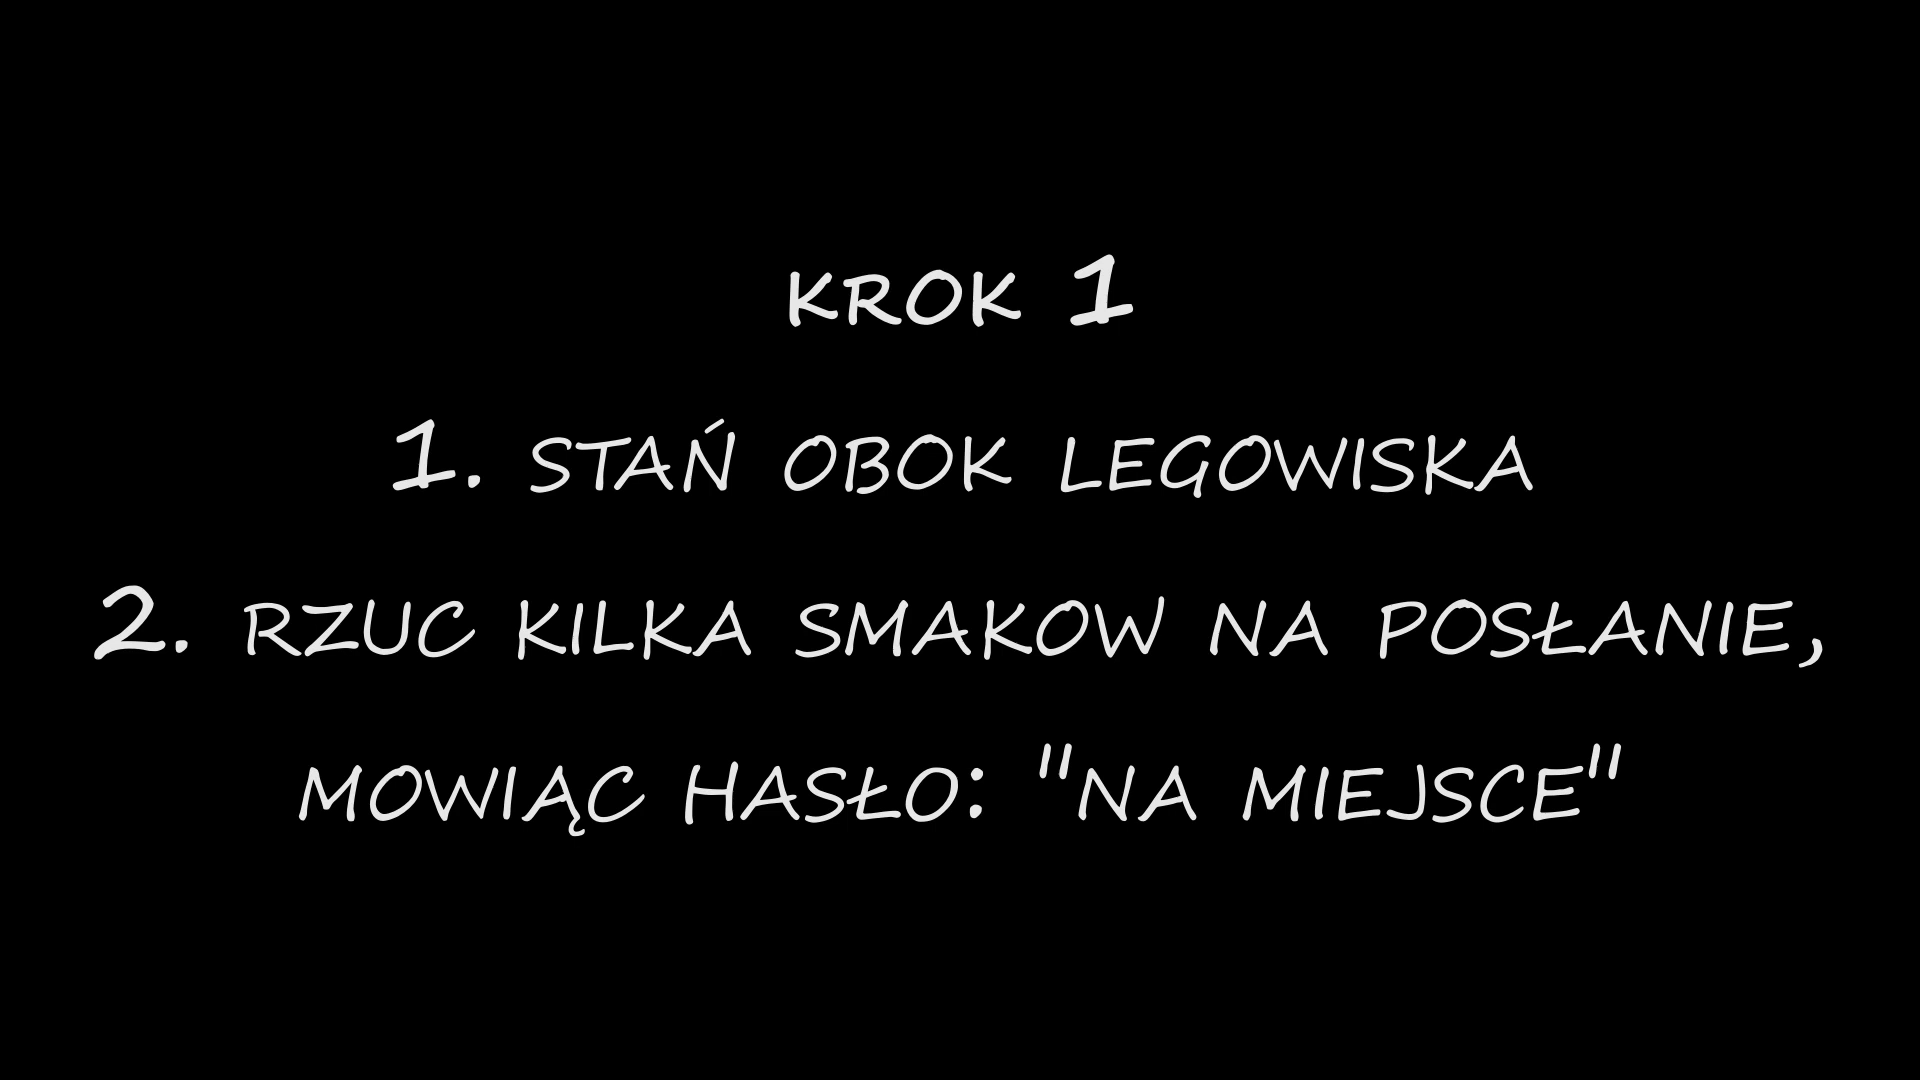 KROK 1
1. STAŃ OBOK LEGOWISKA
2. RZUC KILKA SMAKOW NA POSŁANIE,
MOWIĄC HASŁO: "NA MIEJSCE"